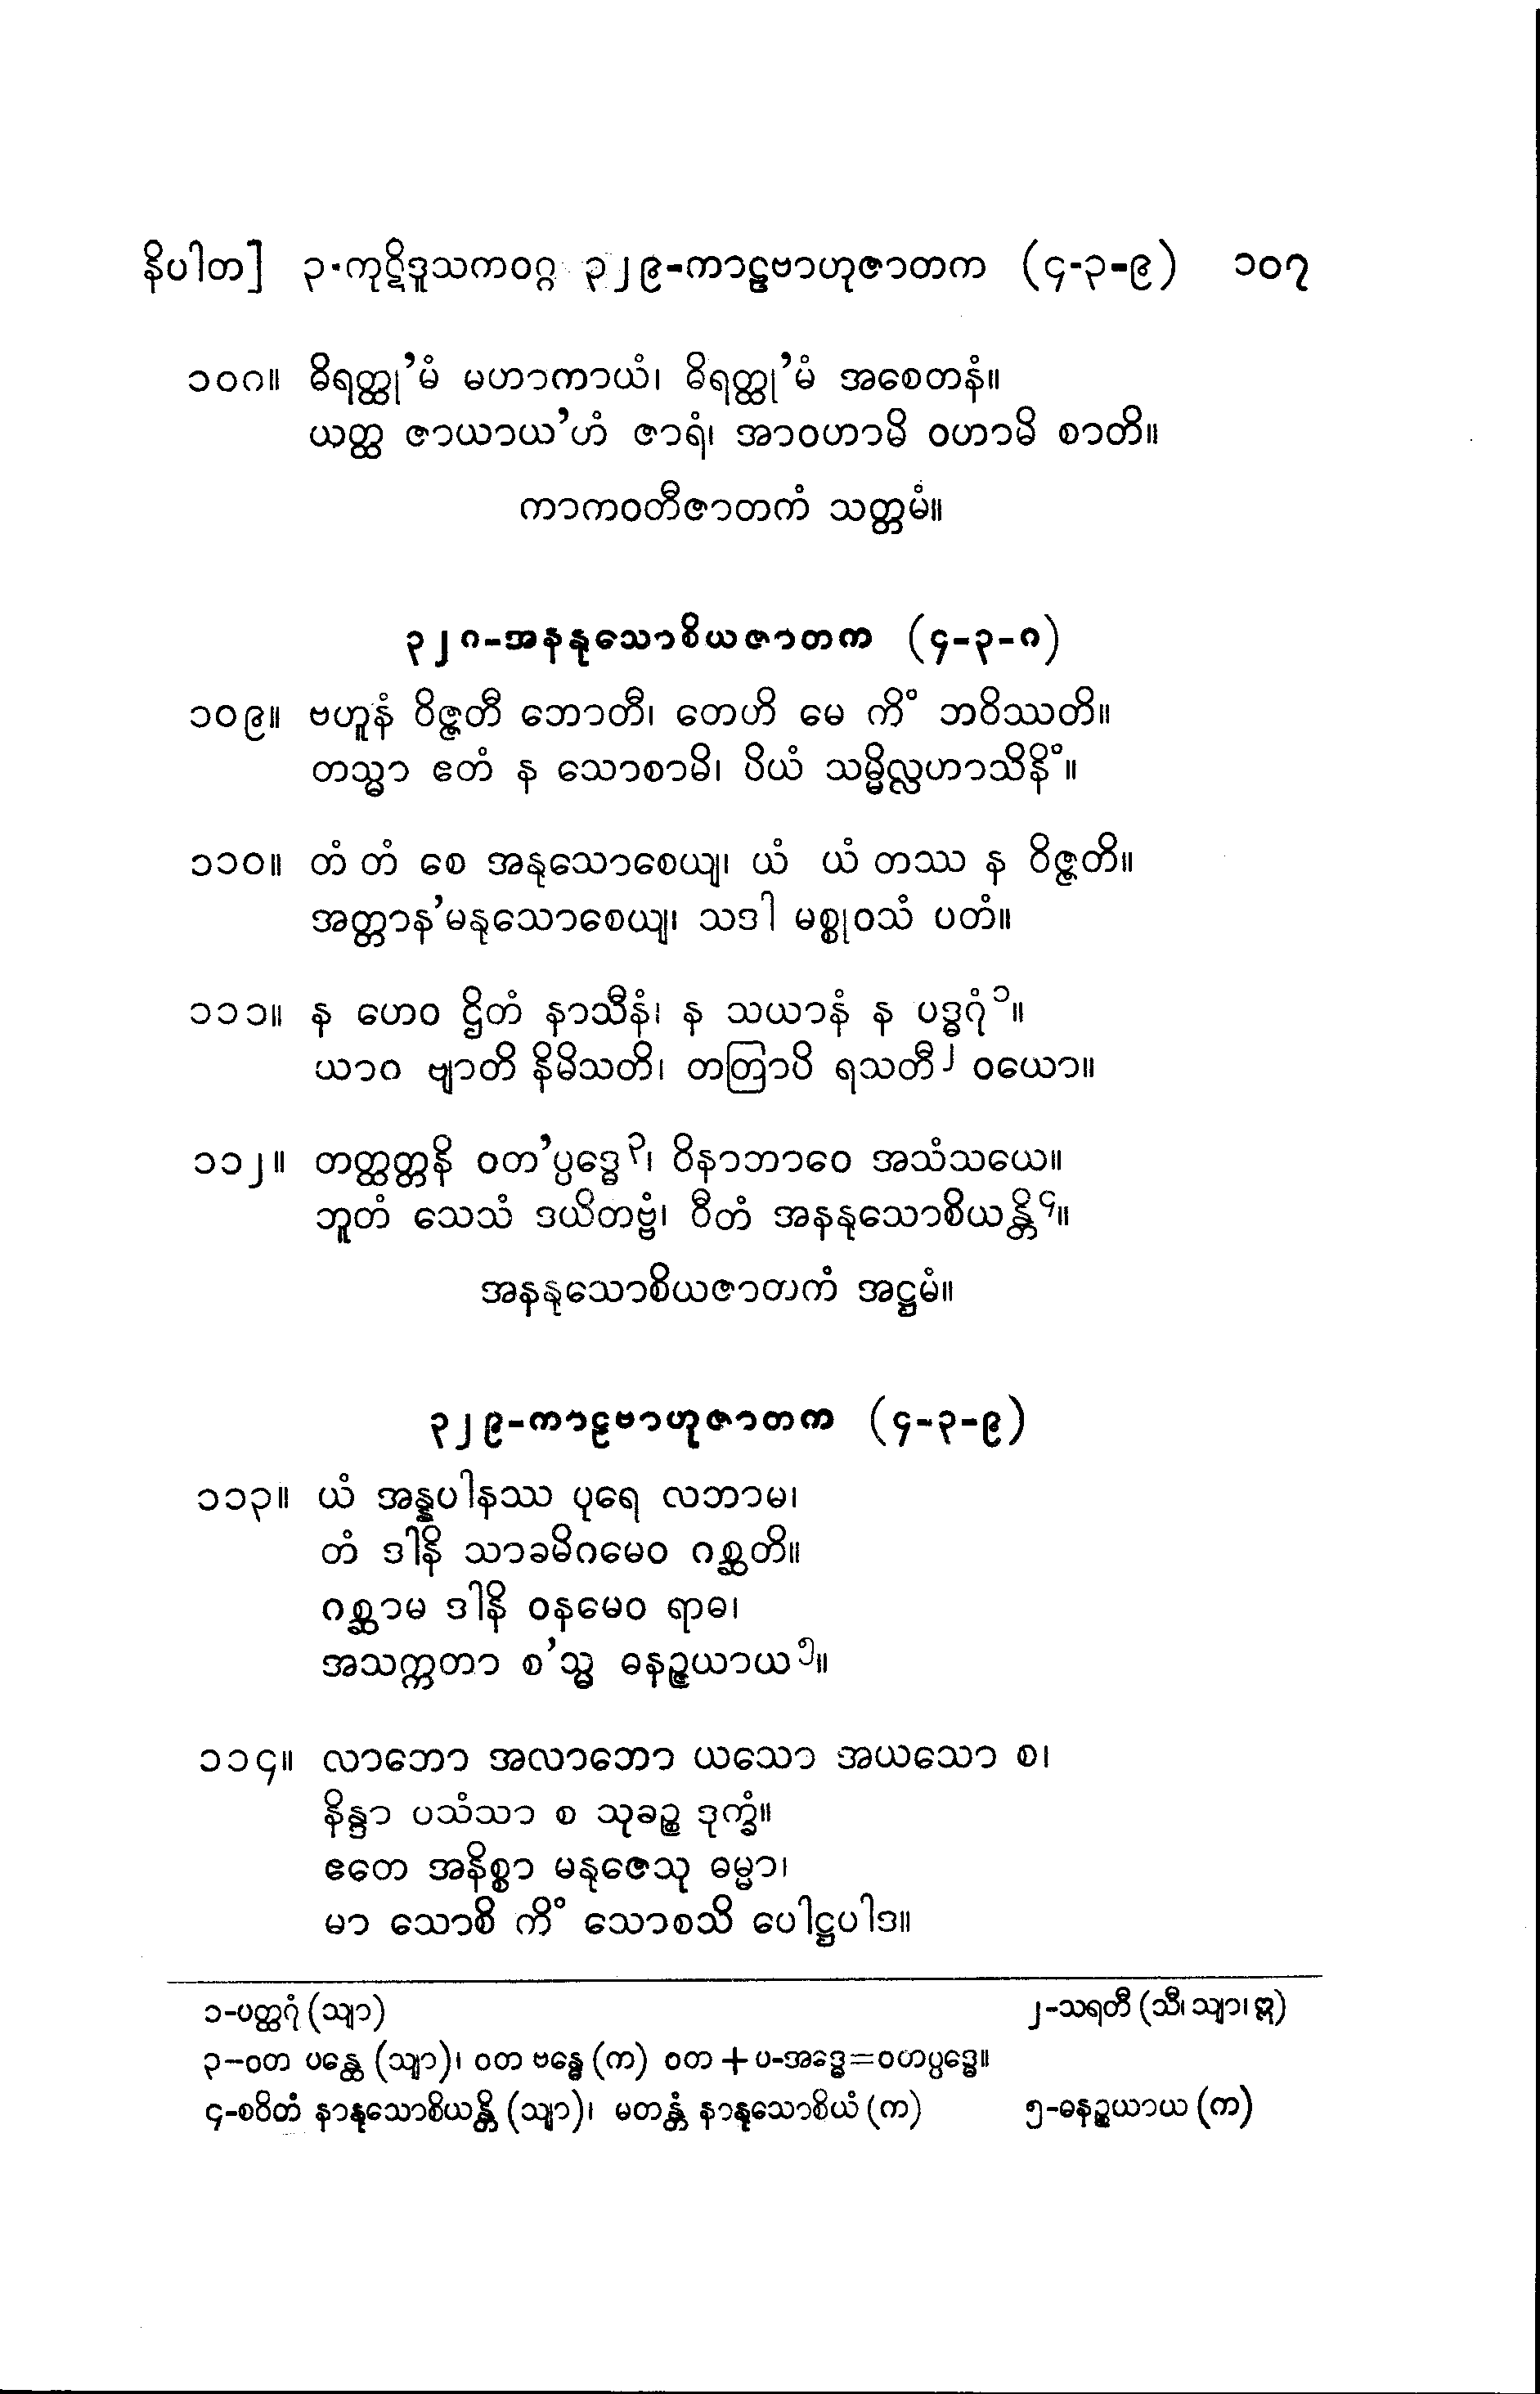 နိပါတ] ၃-ကုဋိဒူသကဝဂ္ဂ ၃၂၉-ကာဠဗာဟုဇာတက (၄-၃-၉) ၁၀၇
၁၀၈။ ဓိရတ္ထု’မံ မဟာကာယံ၊ ဓိရတ္ထု’မံ အစေတနံ။
ယတ္ထ ဇာယာယ’ဟံ ဇာရံ၊ အာဝဟာမိ ဝဟာမိ စာတိ။
ကာကဝတီဇာတကံ သတ္တမံ။
၃၂၈-အနနုသောစိယဇာတက (၄-၃-၈)
၁၀၉။ ဗဟူနံ ဝိဇ္ဇတီ ဘောတီ၊ တေဟိ မေ ကိံ ဘဝိဿတိ။
တသ္မာ ဧတံ န သောစာမိ၊ ပိယံ သမ္မိလ္လဟာသိနိံ။
၁၁၀။ တံ တံ စေ အနုသောစေယျ၊ ယံ ယံ တဿ န ဝိဇ္ဇတိ။
အတ္တာန’မနုသောစေယျ၊ သဒါ မစ္စုဝသံ ပတံ။
၁၁၁။ န ဟေဝ ဌိတံ နာသီနံ၊ န သယာနံ န ပဒ္ဓဂုံ၁။
ယာဝ ဗျာတိ နိမိသတိ၊ တတြာပိ ရသတီ၂ ဝယော။
၁၁၂။ တတ္ထတ္တနိ ဝတ’ပ္ပဒ္ဓေ၃၊ ဝိနာဘာဝေ အသံသယေ။
ဘူတံ သေသံ ဒယိတဗ္ဗံ၊ ဝီတံ အနနုသောစိယန္တိ၄။
အနနုသောစိယဇာတကံ အဋ္ဌမံ။
၃၂၉-ကာဠဗာဟုဇာတက (၄-၃-၉)
၁၁၃။ ယံ အန္နပါနဿ ပုရေ လဘာမ၊
တံ ဒါနိ သာခမိဂမေဝ ဂစ္ဆတိ။
ဂစ္ဆာမ ဒါနိ ဝနမေဝ ရာဓ၊
အသက္ကတာ စ’သ္မ ဓနဉ္ဇယာယ၅။
၁၁၄။ လာဘော အလာဘော ယသော အယသော စ၊
နိန္ဒာ ပသံသာ စ သုခဉ္စ ဒုက္ခံ။
ဧတေ အနိစ္စာ မနုဇေသု ဓမ္မာ၊
မာ သောစိ ကိံ သောစသိ ပေါဋ္ဌပါဒ။
၁-ပတ္ထဂုံ (သျာ) ၂-သရတီ (သီ၊ သျာ၊ ဣ)
၃-ဝတ ပန္ထေ (သျာ)၊ ဝတ ဗန္ဓေ (က) ဝတ + ပ-အဒ္ဓေ=ဝတပ္ပဒ္ဓေ။
၄-စဝိတံ နာနုသောစိယန္တိ (သျာ)၊ မတန္တံ နာနုသောစိယံ (က) ၅-ဓနဉ္စယာယ (က)